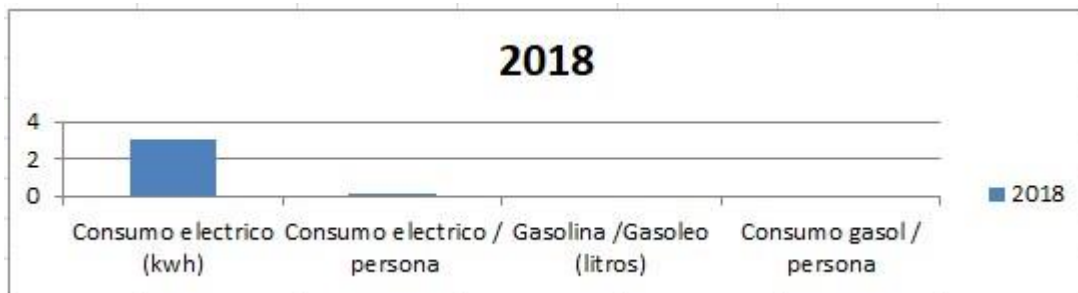 2018
4
2
0
Consumo electrico
(kwh)
Consumo electrico /
persona
Gasolina /Gasoleo
(litros)
Consumo gasol /
persona
2018